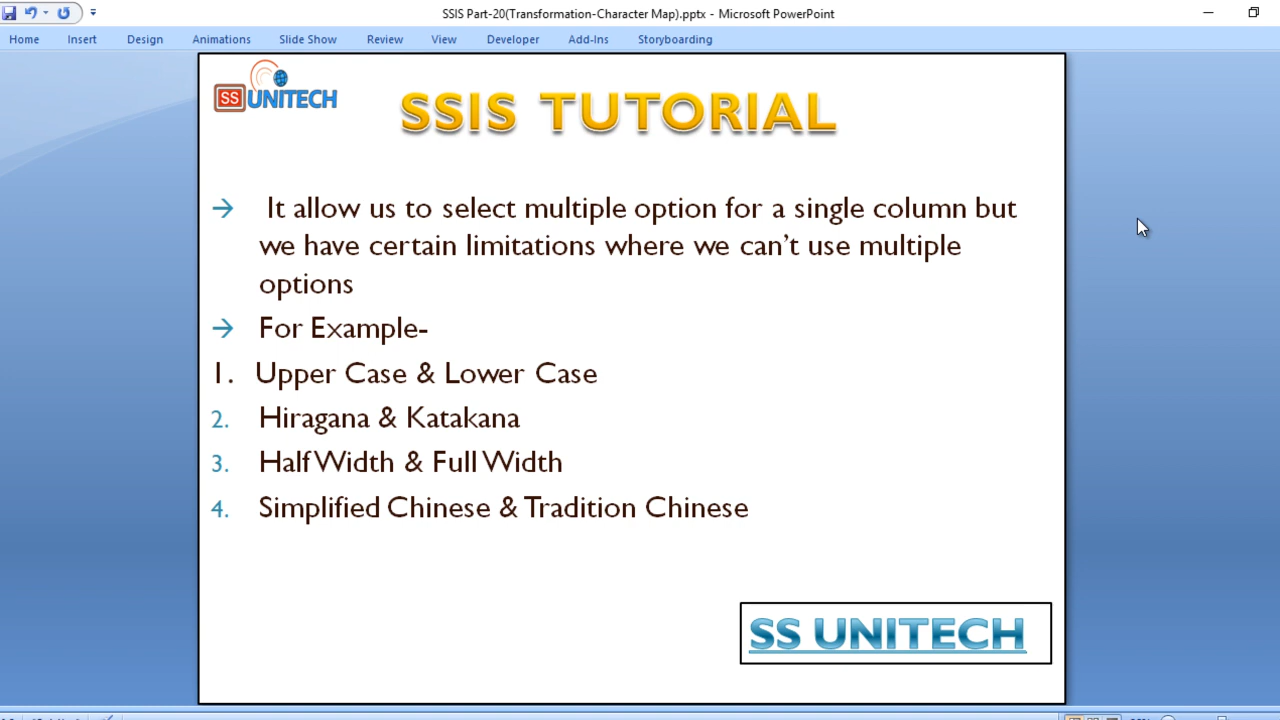 SSIS Part-20(Transformation-Character Map).pptx - Microsoft PowerPoint
Home Insert Design Animations Slide Show Review View Developer Add-Ins Storyboarding
SS UNITECH
SSIS TUTORIAL
→ It allow us to select multiple option for a single column but
we have certain limitations where we can’t use multiple
options
→ For Example-
1. Upper Case & Lower Case
2. Hiragana & Katakana
3. Half Width & Full Width
4. Simplified Chinese & Tradition Chinese
SS UNITECH